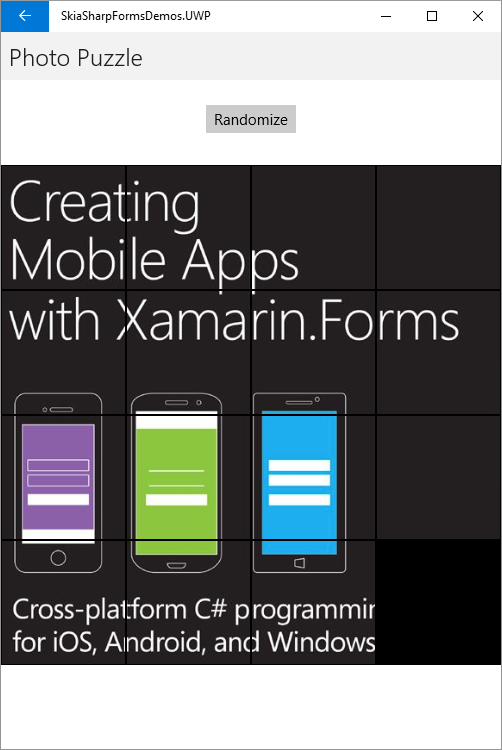 SkiaSharpFormsDemos.UWP
Photo Puzzle
Randomize
Creating
Mobile Apps
with Xamarin.Forms
Cross-platform C# programmin
for iOS, Android, and Windows